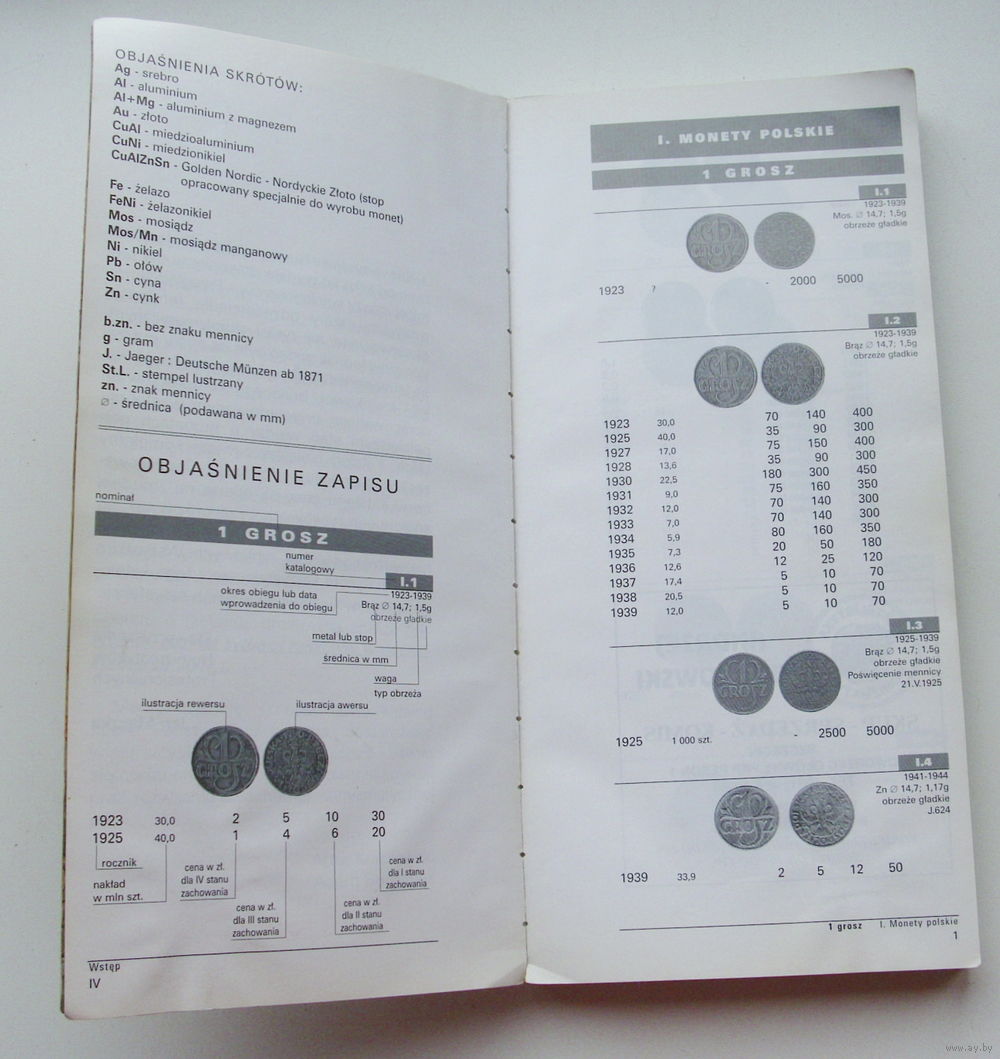 OBJAŚNIENIA SKRÓTÓW:
Ag - srebro
Al - aluminium
Al+Mg - aluminium z magnezem
Au - złoto
CuAl - miedzioaluminium
CuNi - miedzionikiel
CuAlZnSn - Golden Nordic - Nordyckie Złoto (stop
opracowany specjalnie do wyrobu monet)
Fe - żelazo
FeNi - żelazonikiel
Mos - mosiądz
Mos/Mn - mosiądz manganowy
Ni - nikiel
Pb - ołów
Sn - cyna
Zn - cynk
b.zn. - bez znaku mennicy
g - gram
J. - Jaeger : Deutsche Münzen ab 1871
St.L. - stempel lustrzany
zn. - znak mennicy
∅ - średnica (podawana w mm)
OBJAŚNIENIE ZAPISU
nominał
1 GROSZ
numer
katalogowy
I.1
okres obiegu lub data
wprowadzenia do obiegu
1923-1939
Brąz ∅ 14,7; 1,5g
obrzeże gładkie
metal lub stop
średnica w mm
waga
typ obrzeża
ilustracja rewersu
ilustracja awersu
1923 30,0 2 5 10 30
1925 40,0 1 4 6 20
rocznik
nakład
w mln szt.
cena w zł.
dla IV stanu
zachowania
cena w zł.
dla III stanu
zachowania
cena w zł.
dla II stanu
zachowania
cena w zł.
dla I stanu
zachowania
Wstęp
IV
I. MONETY POLSKIE
1 GROSZ
I.1
1923-1939
Mos. ∅ 14,7; 1,5g
obrzeże gładkie
1923 ? - 2000 5000
I.2
1923-1939
Brąz ∅ 14,7; 1,5g
obrzeże gładkie
1923 30,0 70 140 400
1925 40,0 35 90 300
1927 17,0 75 150 400
1928 13,6 35 90 300
1930 22,5 180 300 450
1931 9,0 75 160 350
1932 12,0 70 140 300
1933 7,0 70 140 300
1934 5,9 80 160 350
1935 7,3 20 50 180
1936 12,6 12 25 120
1937 17,4 5 10 70
1938 20,5 5 10 70
1939 12,0 5 10 70
I.3
1925-1939
Brąz ∅ 14,7; 1,5g
obrzeże gładkie
Poświęcenie mennicy
21.V.1925
1925 1 000 szt. - 2500 5000
I.4
1941-1944
Zn ∅ 14,7; 1,17g
obrzeże gładkie
J.624
1939 33,9 2 5 12 50
1 grosz I. Monety polskie
1
www.ay.by